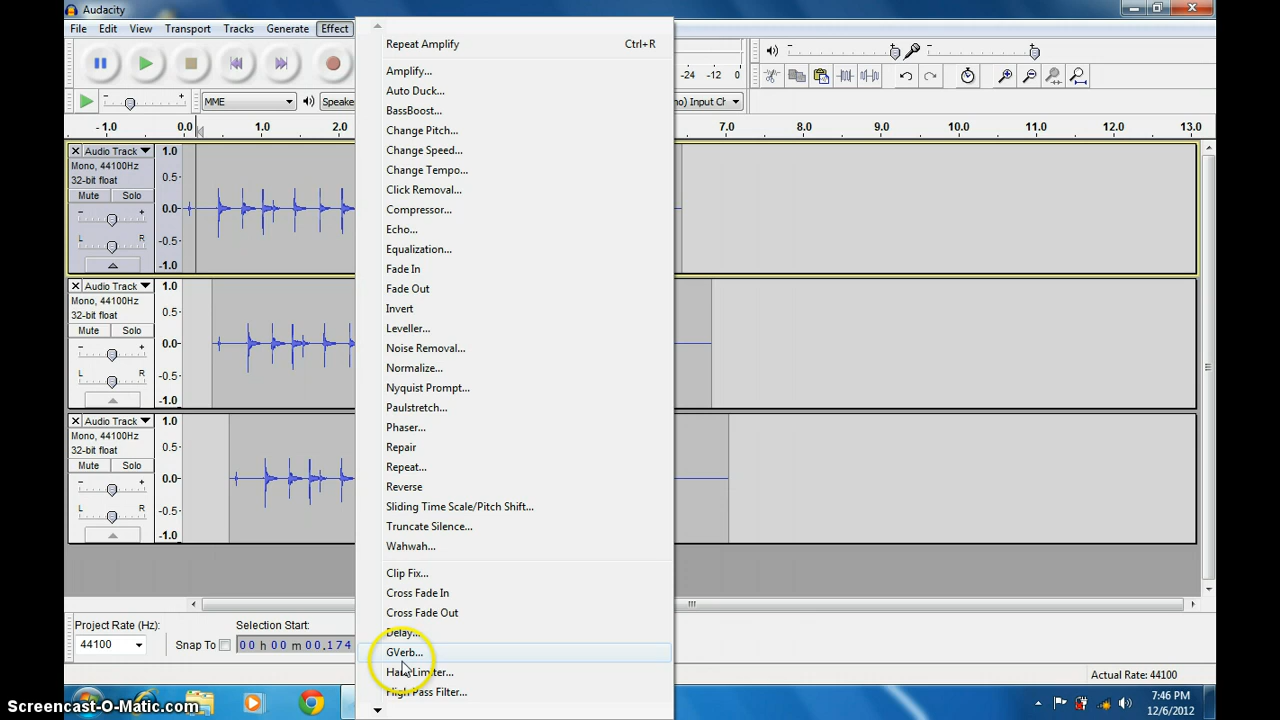 Audacity
File Edit View Transport Tracks Generate Effect
Repeat Amplify Ctrl+R
Amplify...
Auto Duck...
BassBoost...
Change Pitch...
Change Speed...
Change Tempo...
Click Removal...
Compressor...
Echo...
Equalization...
Fade In
Fade Out
Invert
Leveller...
Noise Removal...
Normalize...
Nyquist Prompt...
Paulstretch...
Phaser...
Repair
Repeat...
Reverse
Sliding Time Scale/Pitch Shift...
Truncate Silence...
Wahwah...
Clip Fix...
Cross Fade In
Cross Fade Out
Delay...
GVerb...
Hard Limiter...
High Pass Filter...
-24 -12 0
MME Speake
no) Input Ch
-1.0 0.0 1.0 2.0 7.0 8.0 9.0 10.0 11.0 12.0 13.0
Audio Track
Mono, 44100Hz
32-bit float
Mute Solo
- +
L R
1.0
0.5
0.0
-0.5
-1.0
Audio Track
Mono, 44100Hz
32-bit float
Mute Solo
- +
L R
1.0
0.5
0.0
-0.5
-1.0
Audio Track
Mono, 44100Hz
32-bit float
Mute Solo
- +
L R
1.0
0.5
0.0
-0.5
-1.0
Project Rate (Hz):
44100
Snap To
Selection Start:
00 h 00 m 00.174
Actual Rate: 44100
7:46 PM
12/6/2012
Screencast-O-Matic.com